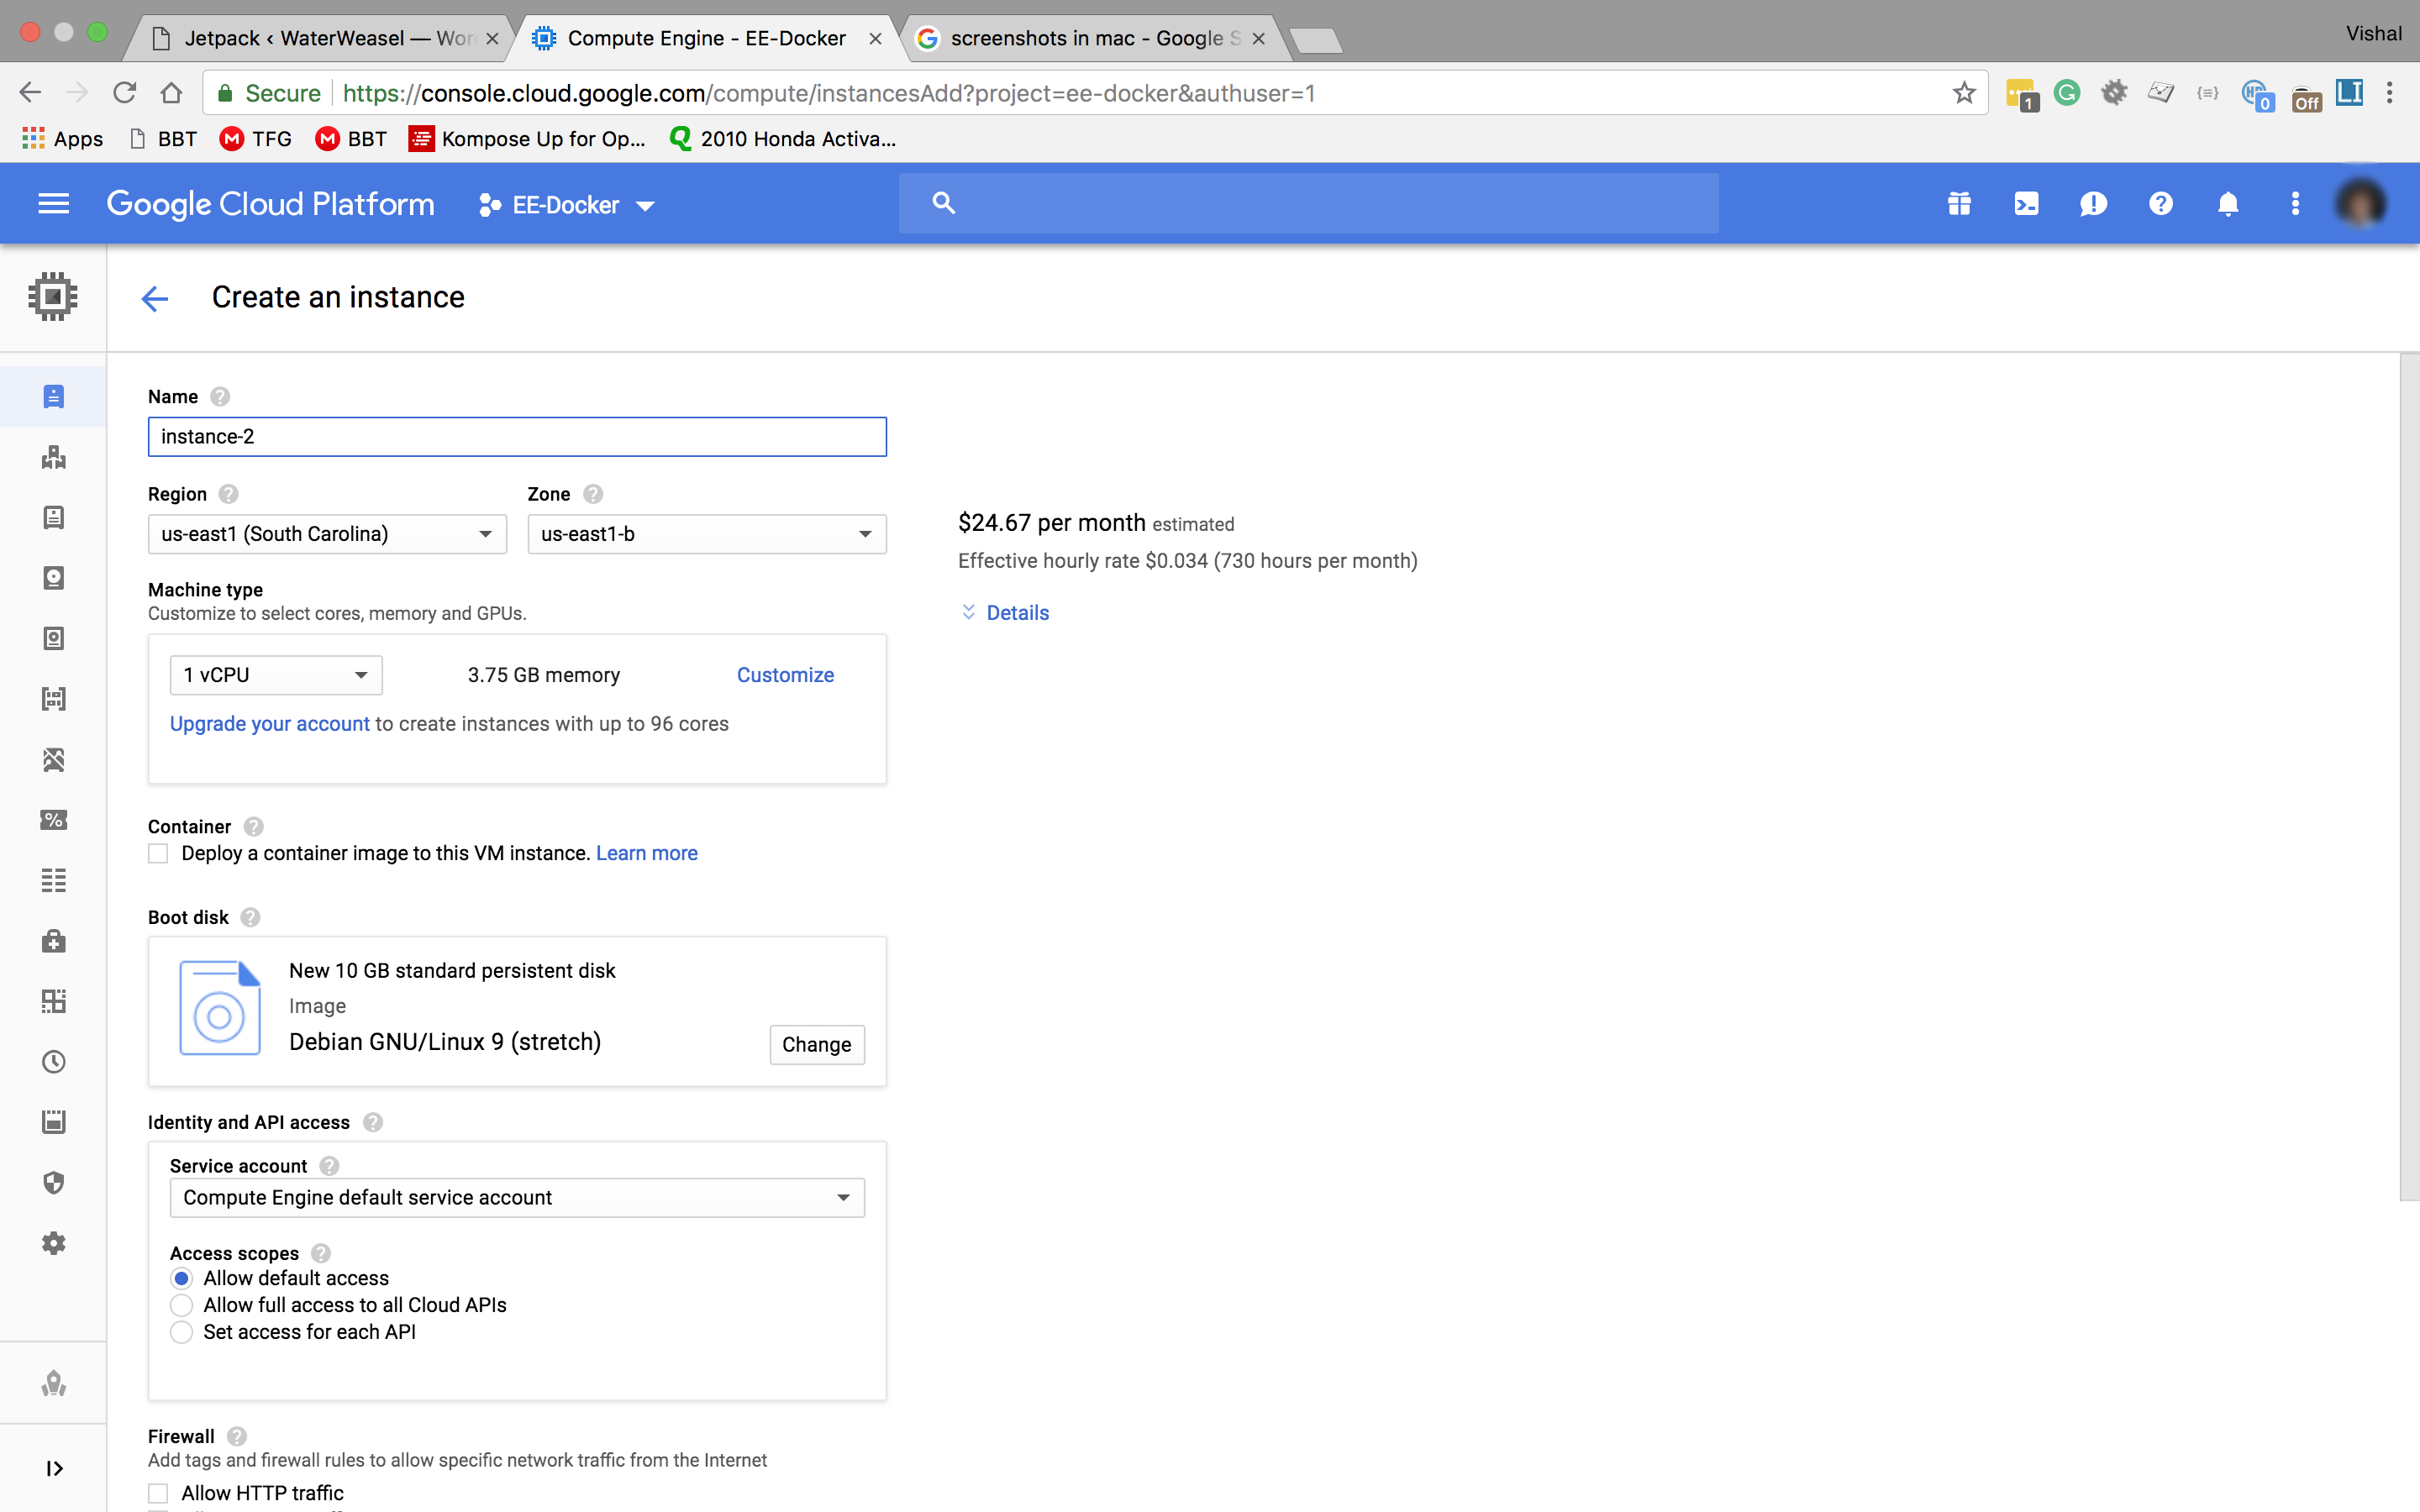 Jetpack ‹ WaterWeasel — Wor
Compute Engine - EE-Docker
screenshots in mac - Google S
Vishal
Secure
https://console.cloud.google.com/compute/instancesAdd?project=ee-docker&authuser=1
1
0
Off
LI
Apps
BBT
TFG
BBT
Kompose Up for Op...
2010 Honda Activa...
Google Cloud Platform
EE-Docker
Create an instance
Name
instance-2
Region
Zone
us-east1 (South Carolina)
us-east1-b
$24.67 per month estimated
Effective hourly rate $0.034 (730 hours per month)
Details
Machine type
Customize to select cores, memory and GPUs.
1 vCPU
3.75 GB memory
Customize
Upgrade your account to create instances with up to 96 cores
Container
Deploy a container image to this VM instance. Learn more
Boot disk
New 10 GB standard persistent disk
Image
Debian GNU/Linux 9 (stretch)
Change
Identity and API access
Service account
Compute Engine default service account
Access scopes
Allow default access
Allow full access to all Cloud APIs
Set access for each API
Firewall
Add tags and firewall rules to allow specific network traffic from the Internet
Allow HTTP traffic